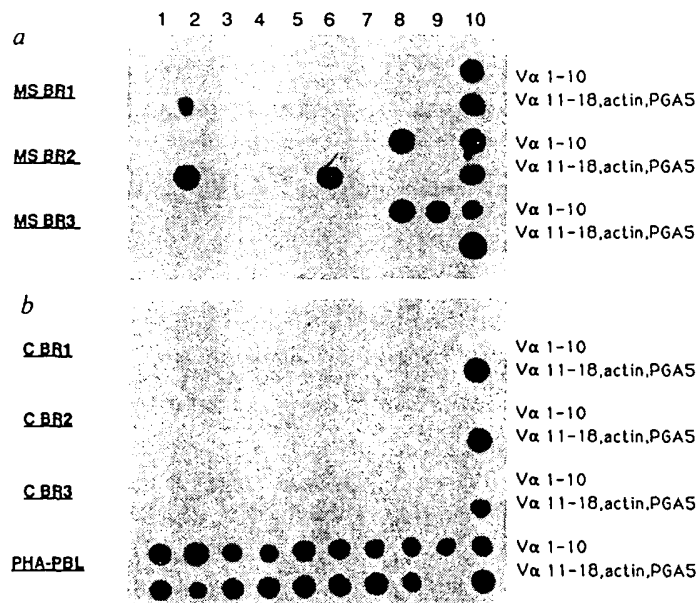 1 2 3 4 5 6 7 8 9 10
a
MS BR1
Vα 1-10
Vα 11-18,actin,PGA5
MS BR2
Vα 1-10
Vα 11-18,actin,PGA5
MS BR3
Vα 1-10
Vα 11-18,actin,PGA5
b
C BR1
Vα 1-10
Vα 11-18,actin,PGA5
C BR2
Vα 1-10
Vα 11-18,actin,PGA5
C BR3
Vα 1-10
Vα 11-18,actin,PGA5
PHA-PBL
Vα 1-10
Vα 11-18,actin,PGA5